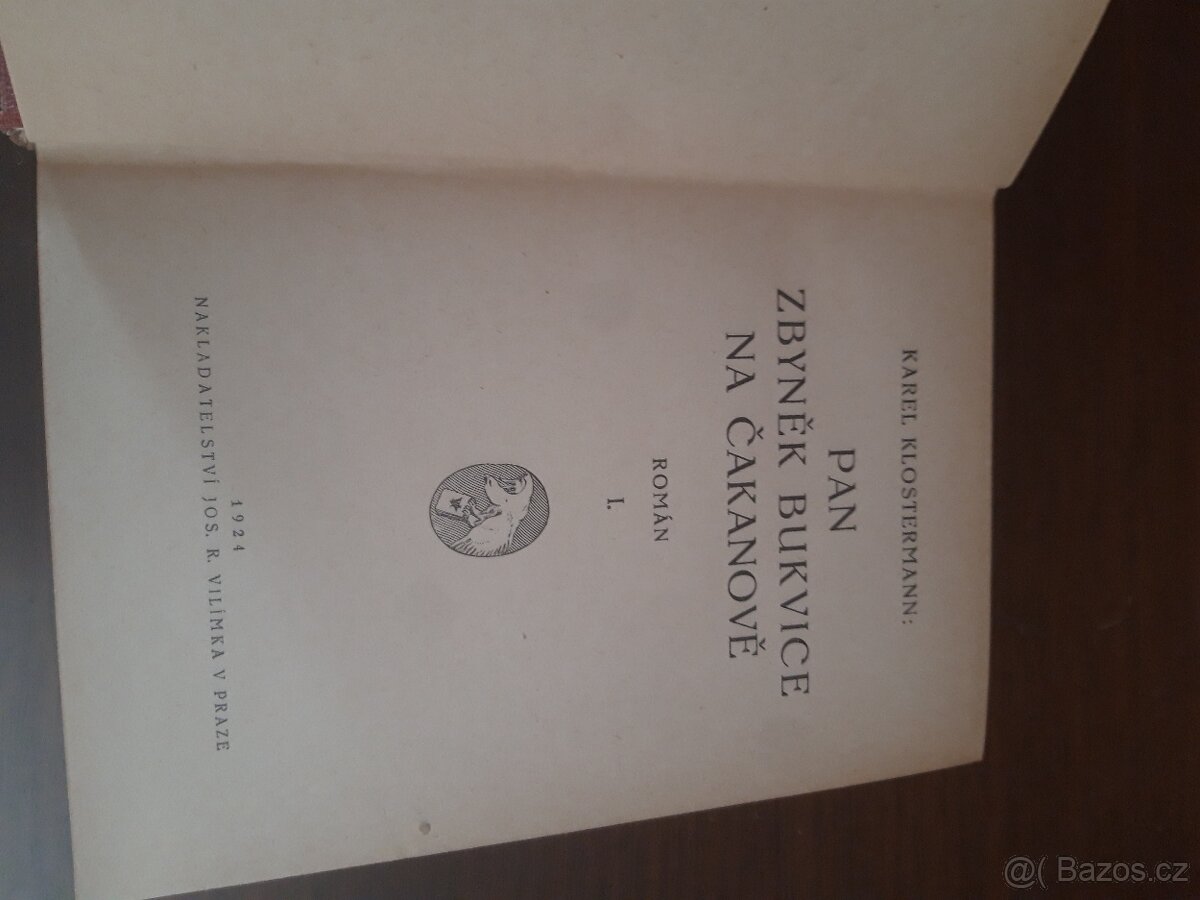 KAREL KLOSTERMANN:
PAN
ZBYNĚK BUKVICE
NA ČAKANOVĚ
ROMÁN
I.
1924
NAKLADATELSTVÍ JOS. R. VILÍMKA V PRAZE
@( Bazos.cz